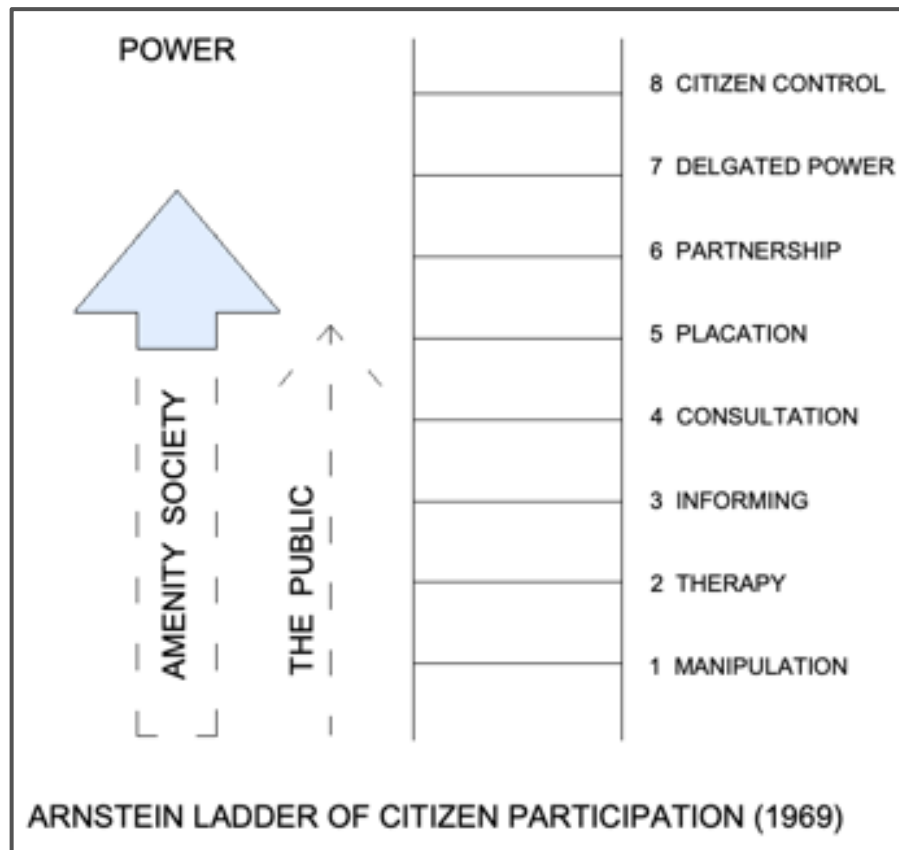 POWER
8 CITIZEN CONTROL
7 DELGATED POWER
6 PARTNERSHIP
5 PLACATION
4 CONSULTATION
3 INFORMING
2 THERAPY
1 MANIPULATION
AMENITY SOCIETY
THE PUBLIC
ARNSTEIN LADDER OF CITIZEN PARTICIPATION (1969)